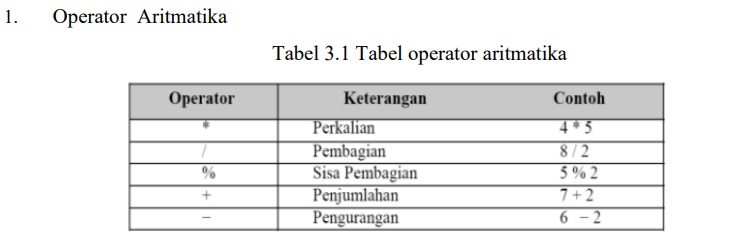 1. Operator Aritmatika
Tabel 3.1 Tabel operator aritmatika
Operator Keterangan Contoh
* Perkalian 4 * 5
/ Pembagian 8 / 2
% Sisa Pembagian 5 % 2
+ Penjumlahan 7 + 2
– Pengurangan 6 – 2